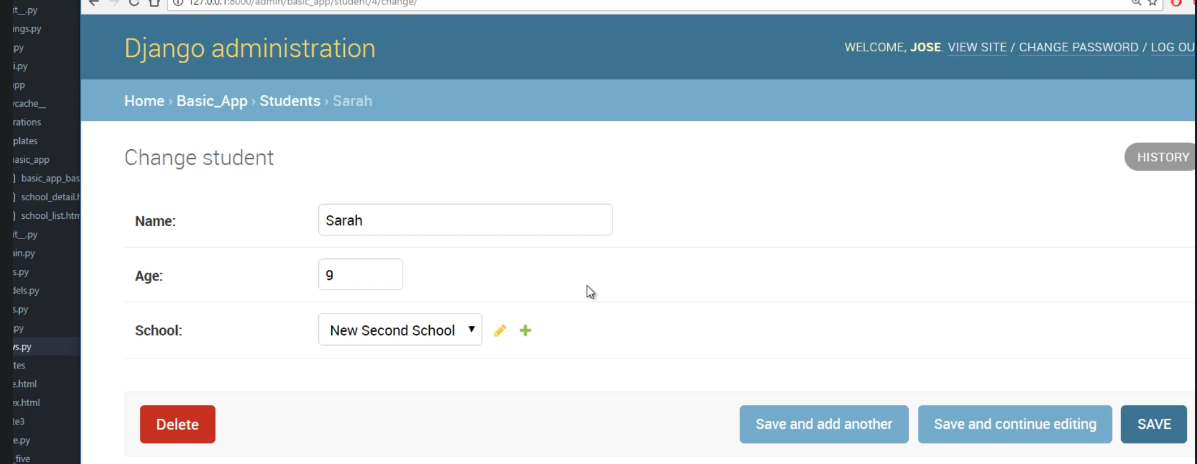 127.0.0.1:8000/admin/basic_app/student/4/change/
Django administration
WELCOME, JOSE. VIEW SITE / CHANGE PASSWORD / LOG OU
Home › Basic_App › Students › Sarah
Change student
HISTORY
Name:
Sarah
Age:
9
School:
New Second School
Delete
Save and add another
Save and continue editing
SAVE
it__.py
ings.py
.py
i.py
app
ycache__
rations
plates
asic_app
basic_app_bas
school_detail.h
school_list.htm
it__.py
in.py
s.py
dels.py
s.py
.py
vs.py
tes
e.html
ex.html
te3
e.py
_five